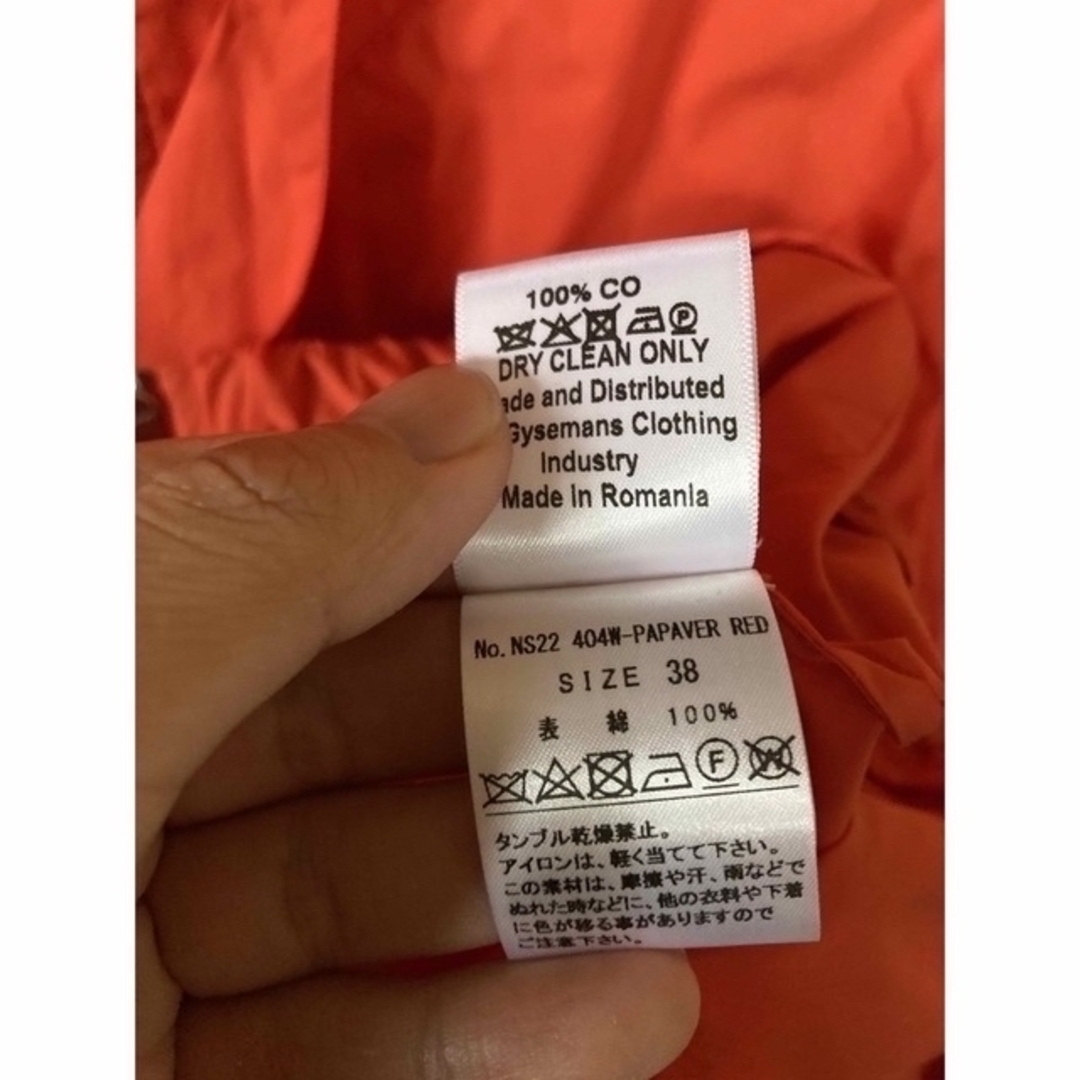 100% CO
P
DRY CLEAN ONLY
and Distributed
Gysemans Clothing
Industry
Made in Romania
No. NS22 404W-PAPAVER RED
SIZE 38
表 綿 100%
F W
タンブル乾燥禁止。
アイロンは、軽く当てて下さい。
この素材は、摩擦や汗、雨などで
ぬれた時などに、他の衣料や下着
に色が移る事がありますので
ご注意下さい。